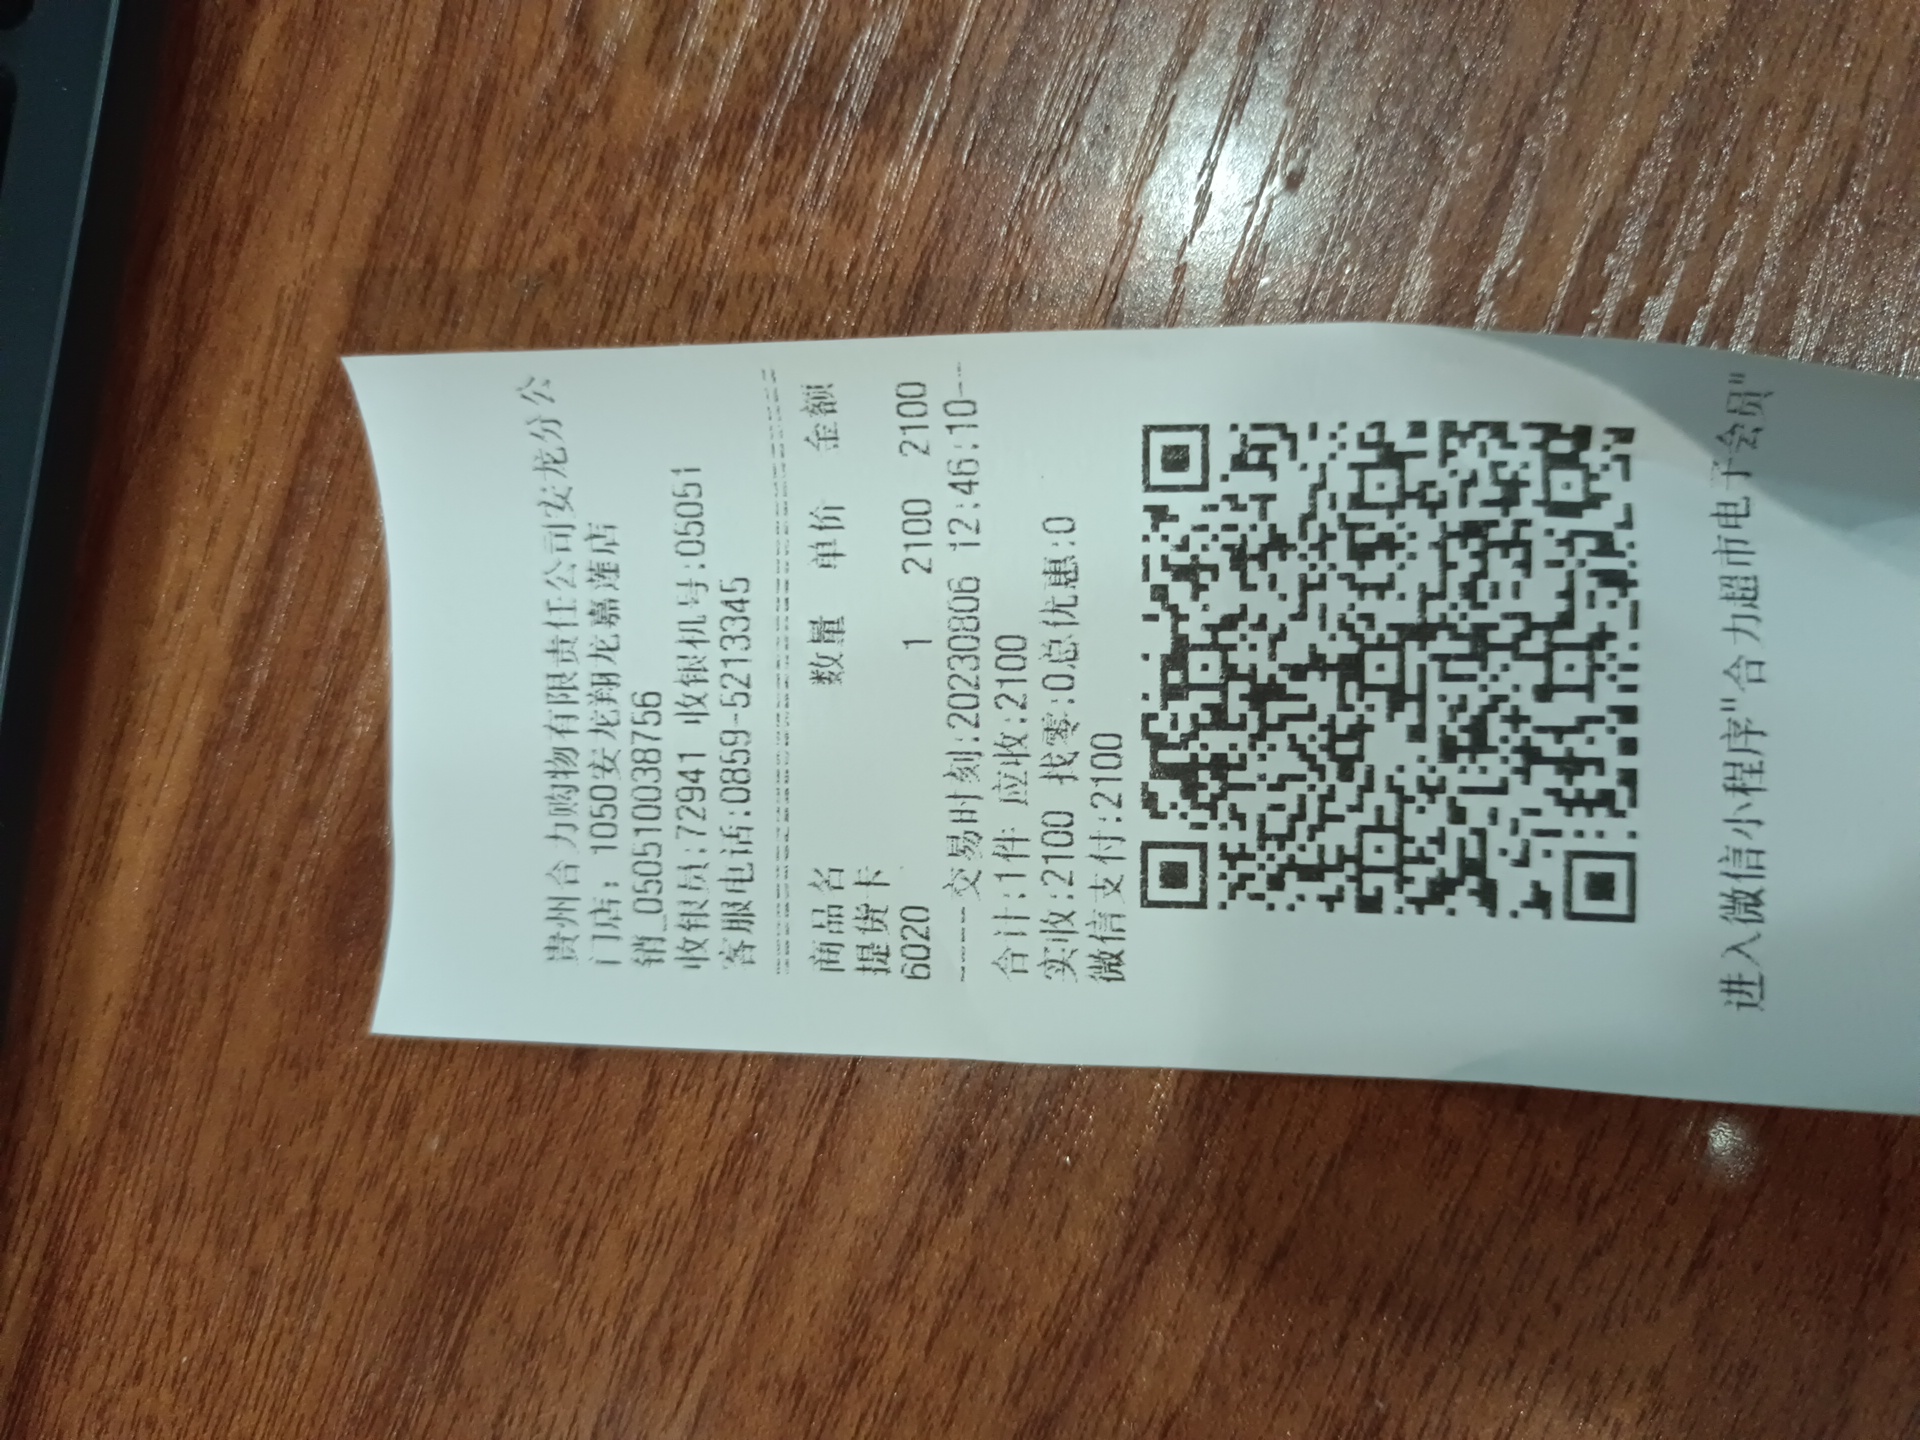 贵州合力购物有限责任公司安龙分公
门店：1050安龙翔龙嘉莲店
销_050510038756
收银员:72941 收银机号:05051
客服电话:0859-5213345
商品名 数量 单价 金额
提货卡
6020 1 2100 2100
----交易时刻:20230806 12:46:10--
合计:1件 应收:2100
实收:2100 找零:0总优惠:0
微信支付:2100
进入微信小程序"合力超市电子会员"